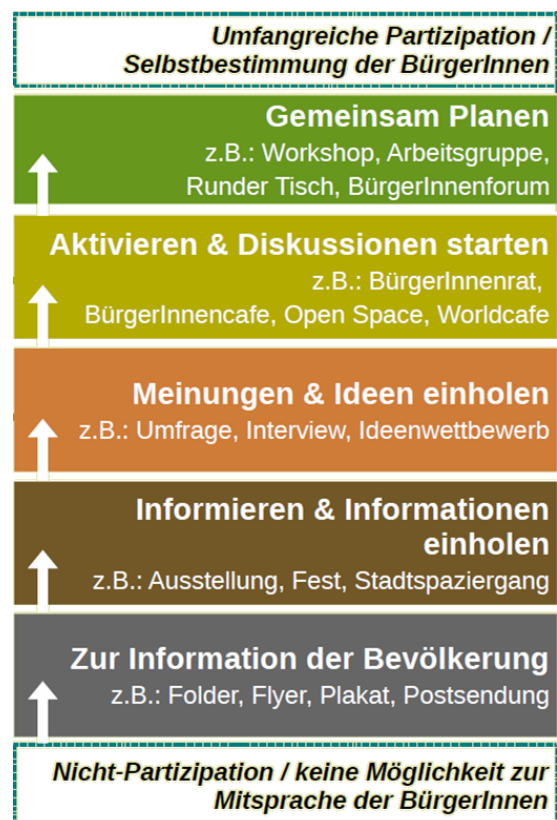 Umfangreiche Partizipation /
Selbstbestimmung der BürgerInnen
Gemeinsam Planen
z.B.: Workshop, Arbeitsgruppe,
Runder Tisch, BürgerInnenforum
Aktivieren & Diskussionen starten
z.B.: BürgerInnenrat,
BürgerInnencafe, Open Space, Worldcafe
Meinungen & Ideen einholen
z.B.: Umfrage, Interview, Ideenwettbewerb
Informieren & Informationen
einholen
z.B.: Ausstellung, Fest, Stadtspaziergang
Zur Information der Bevölkerung
z.B.: Folder, Flyer, Plakat, Postsendung
Nicht-Partizipation / keine Möglichkeit zur
Mitsprache der BürgerInnen